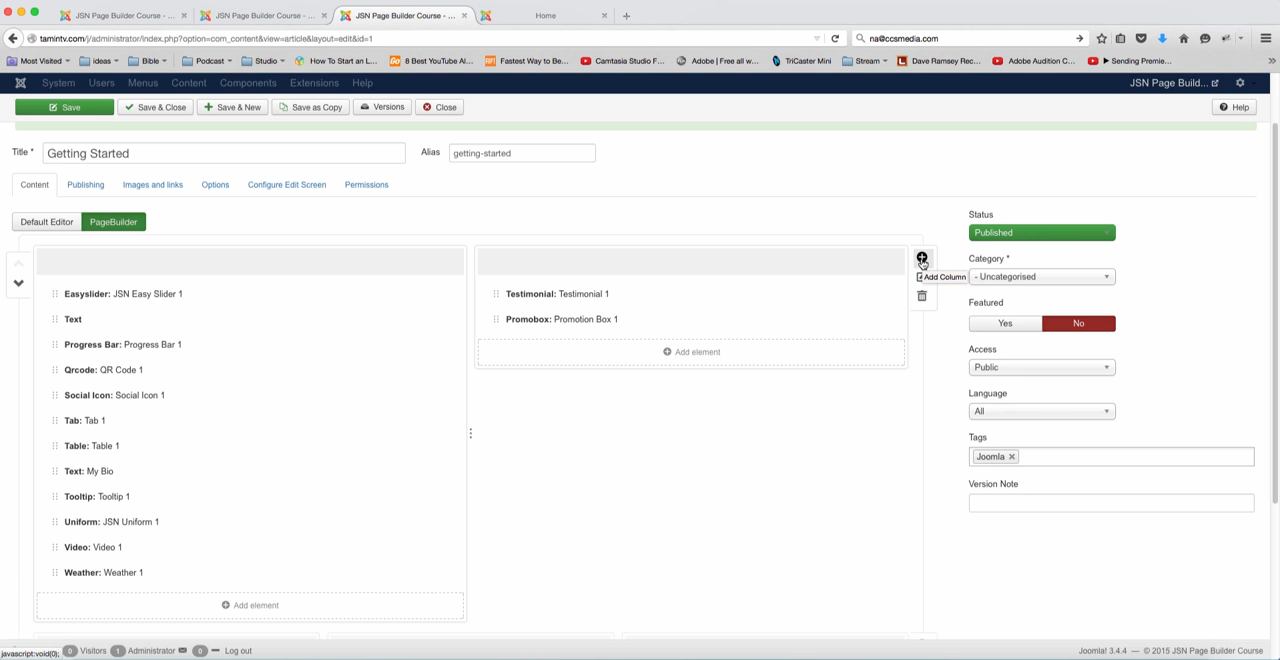 JSN Page Builder Course - ...
JSN Page Builder Course - ...
JSN Page Builder Course - ...
Home
tamintv.com/j/administrator/index.php?option=com_content&view=article&layout=edit&id=1
na@ccsmedia.com
Most Visited
ideas
Bible
Podcast
Studio
How To Start an L...
8 Best YouTube Al...
Fastest Way to Be...
Camtasia Studio F...
Adobe | Free all w...
TriCaster Mini
Stream
Dave Ramsey Rec...
Adobe Audition C...
Sending Premie...
System
Users
Menus
Content
Components
Extensions
Help
JSN Page Build...
Save
Save & Close
Save & New
Save as Copy
Versions
Close
Help
Title *
Getting Started
Alias
getting-started
Content
Publishing
Images and links
Options
Configure Edit Screen
Permissions
Default Editor
PageBuilder
Easyslider: JSN Easy Slider 1
Text
Progress Bar: Progress Bar 1
Qrcode: QR Code 1
Social Icon: Social Icon 1
Tab: Tab 1
Table: Table 1
Text: My Bio
Tooltip: Tooltip 1
Uniform: JSN Uniform 1
Video: Video 1
Weather: Weather 1
Add element
Testimonial: Testimonial 1
Promobox: Promotion Box 1
Add element
Add Column
Status
Published
Category *
- Uncategorised
Featured
Yes
No
Access
Public
Language
All
Tags
Joomla
Version Note
javascript:void(0);
0 Visitors
1 Administrator
0
Log out
Joomla! 3.4.4 — © 2015 JSN Page Builder Course